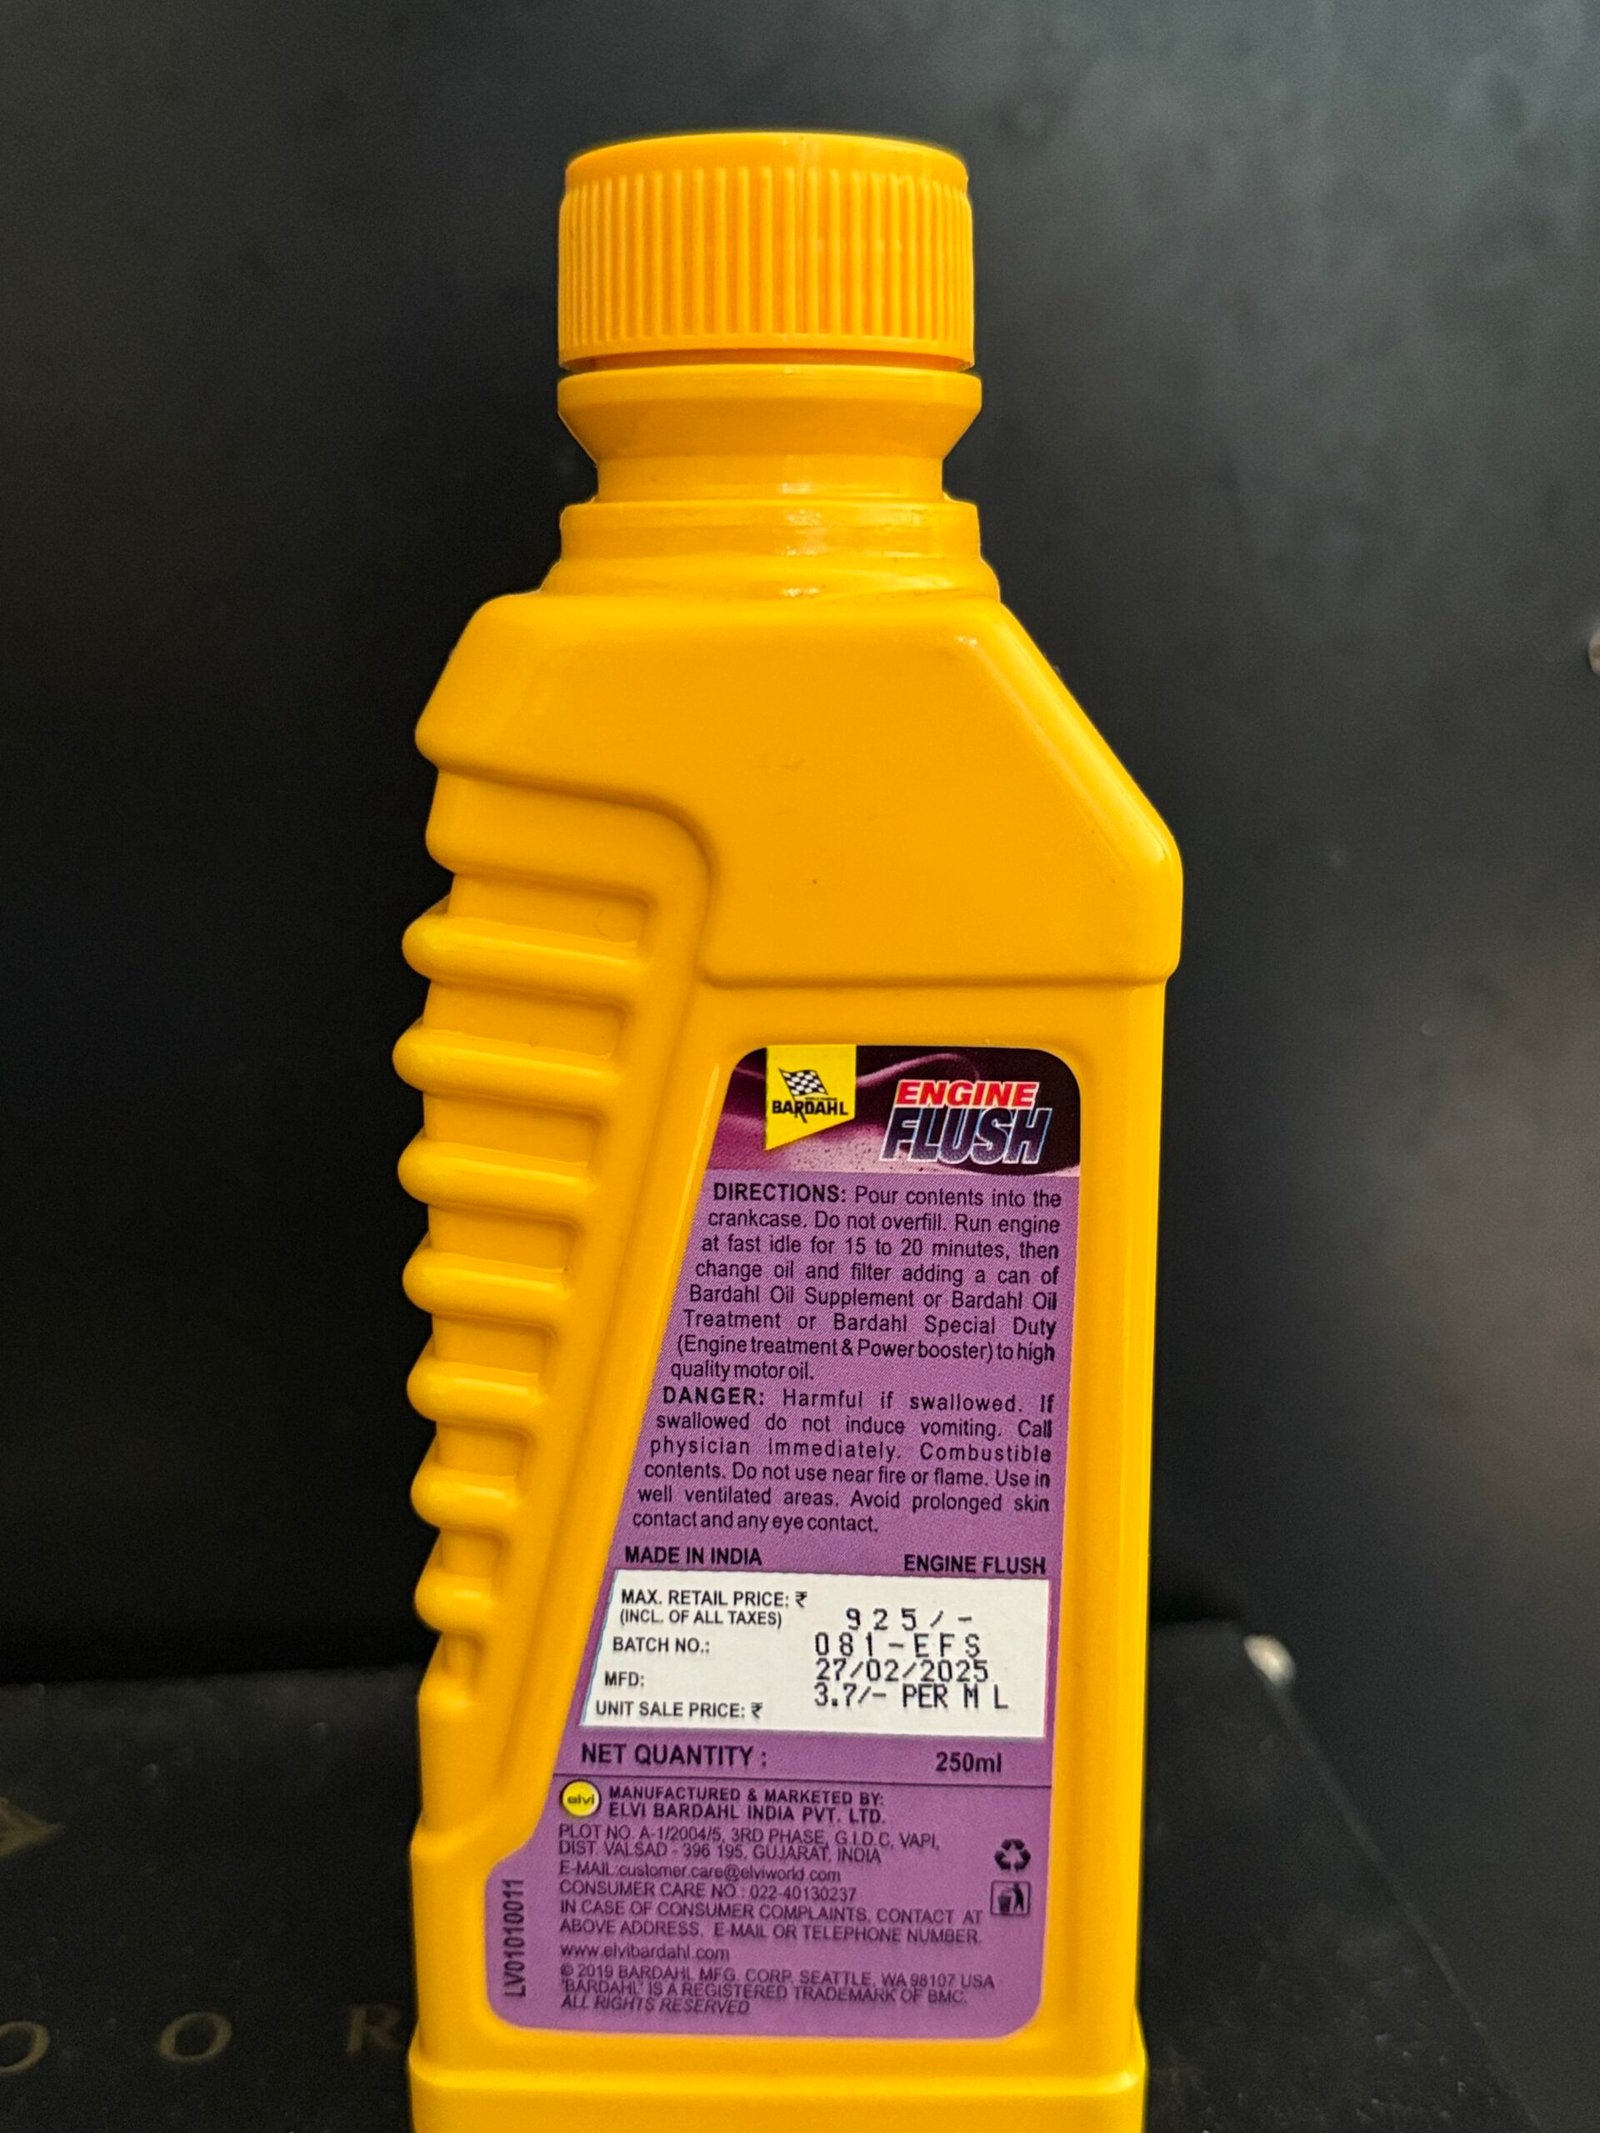 BARDAHL
ENGINE
FLUSH
DIRECTIONS: Pour contents into the
crankcase. Do not overfill. Run engine
at fast idle for 15 to 20 minutes, then
change oil and filter adding a can of
Bardahl Oil Supplement or Bardahl Oil
Treatment or Bardahl Special Duty
(Engine treatment & Power booster) to high
quality motor oil.
DANGER: Harmful if swallowed. If
swallowed do not induce vomiting. Call
physician immediately. Combustible
contents. Do not use near fire or flame. Use in
well ventilated areas. Avoid prolonged skin
contact and any eye contact.
MADE IN INDIA ENGINE FLUSH
MAX. RETAIL PRICE: ₹
(INCL. OF ALL TAXES) 925/-
BATCH NO.: 081-EFS
MFD: 27/02/2025
UNIT SALE PRICE: ₹ 3.7/- PER ML
NET QUANTITY : 250ml
elvi
MANUFACTURED & MARKETED BY:
ELVI BARDAHL INDIA PVT. LTD.
PLOT NO. A-1/2004/5, 3RD PHASE, G.I.D.C, VAPI,
DIST. VALSAD - 396 195, GUJARAT, INDIA
E-MAIL:customer.care@elviworld.com
CONSUMER CARE NO.: 022-40130237
IN CASE OF CONSUMER COMPLAINTS, CONTACT AT
ABOVE ADDRESS, E-MAIL OR TELEPHONE NUMBER.
www.elvibardahl.com
© 2019 BARDAHL MFG. CORP. SEATTLE, WA 98107 USA
'BARDAHL' IS A REGISTERED TRADEMARK OF BMC.
ALL RIGHTS RESERVED
LV01010011
O O R